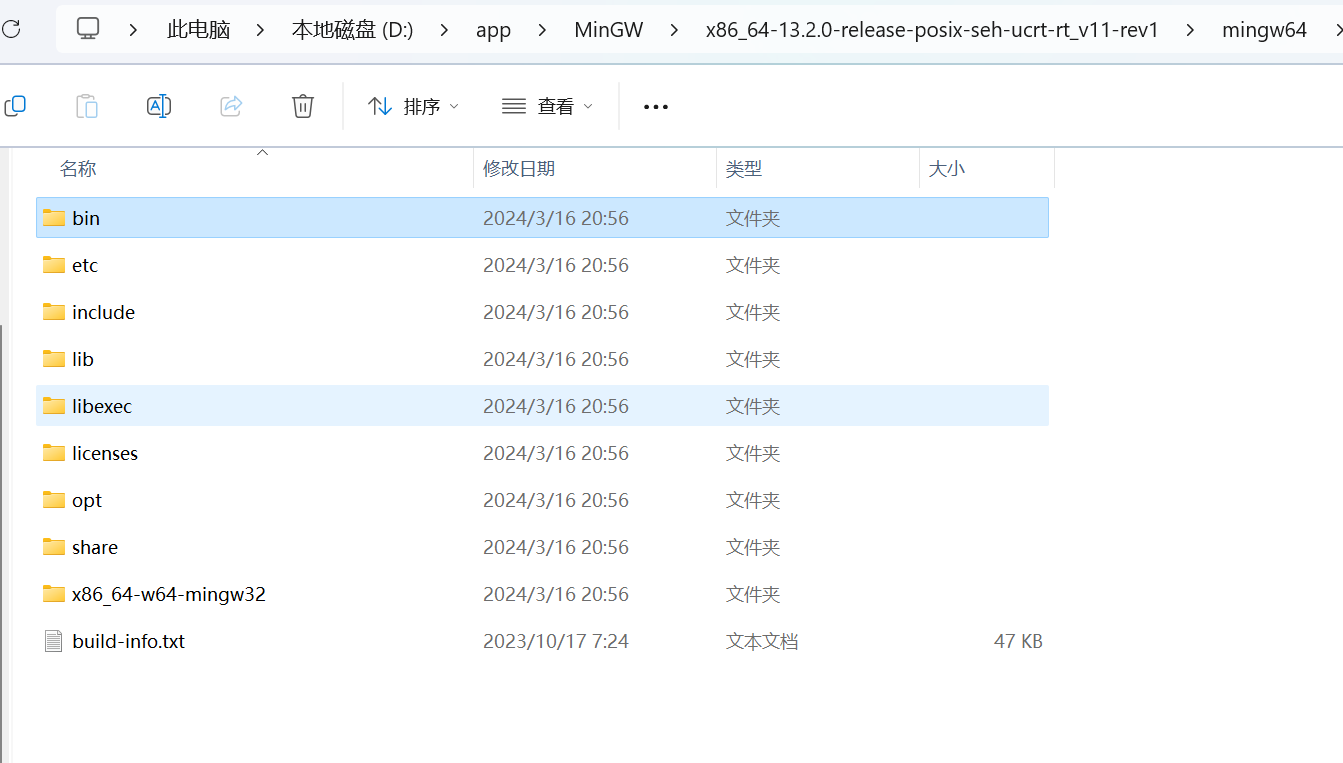 此电脑 本地磁盘 (D:) app MinGW x86_64-13.2.0-release-posix-seh-ucrt-rt_v11-rev1 mingw64
A 排序 查看
名称 修改日期 类型 大小
bin 2024/3/16 20:56 文件夹
etc 2024/3/16 20:56 文件夹
include 2024/3/16 20:56 文件夹
lib 2024/3/16 20:56 文件夹
libexec 2024/3/16 20:56 文件夹
licenses 2024/3/16 20:56 文件夹
opt 2024/3/16 20:56 文件夹
share 2024/3/16 20:56 文件夹
x86_64-w64-mingw32 2024/3/16 20:56 文件夹
build-info.txt 2023/10/17 7:24 文本文档 47 KB